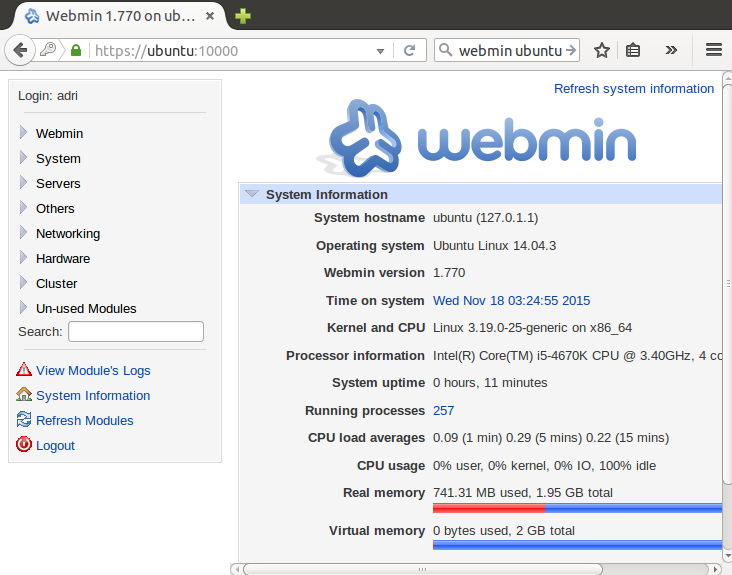 Webmin 1.770 on ub...
https://ubuntu:10000
webmin ubuntu
Login: adri
Webmin
System
Servers
Others
Networking
Hardware
Cluster
Un-used Modules
Search:
View Module's Logs
System Information
Refresh Modules
Logout
Refresh system information
webmin
System Information
System hostname ubuntu (127.0.1.1)
Operating system Ubuntu Linux 14.04.3
Webmin version 1.770
Time on system Wed Nov 18 03:24:55 2015
Kernel and CPU Linux 3.19.0-25-generic on x86_64
Processor information Intel(R) Core(TM) i5-4670K CPU @ 3.40GHz, 4 co
System uptime 0 hours, 11 minutes
Running processes 257
CPU load averages 0.09 (1 min) 0.29 (5 mins) 0.22 (15 mins)
CPU usage 0% user, 0% kernel, 0% IO, 100% idle
Real memory 741.31 MB used, 1.95 GB total
Virtual memory 0 bytes used, 2 GB total